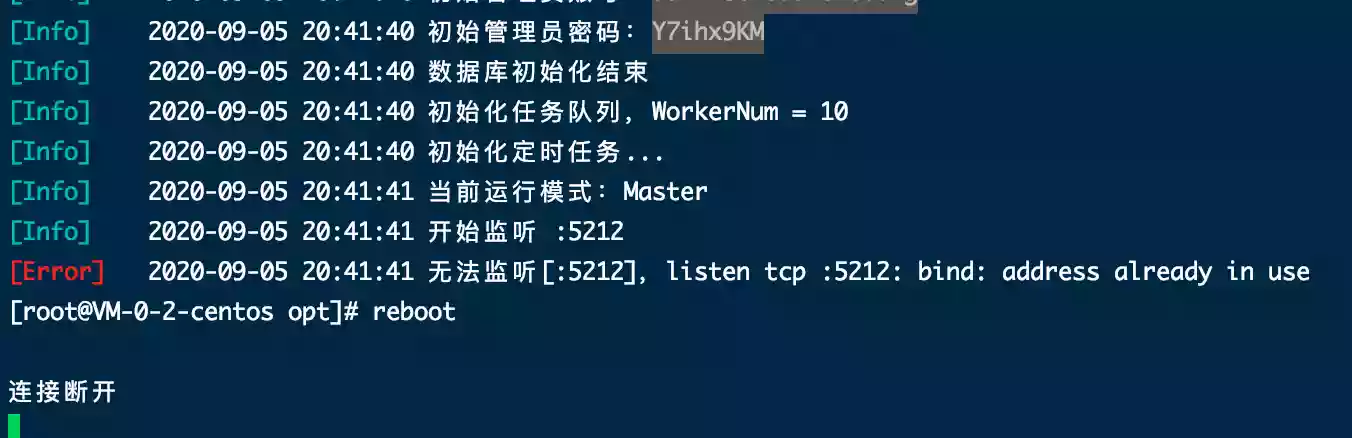 [Info] 2020-09-05 20:41:40 初始管理员密码：Y7ihx9KM
[Info] 2020-09-05 20:41:40 数据库初始化结束
[Info] 2020-09-05 20:41:40 初始化任务队列，WorkerNum = 10
[Info] 2020-09-05 20:41:40 初始化定时任务...
[Info] 2020-09-05 20:41:41 当前运行模式：Master
[Info] 2020-09-05 20:41:41 开始监听 :5212
[Error] 2020-09-05 20:41:41 无法监听[:5212]，listen tcp :5212: bind: address already in use
[root@VM-0-2-centos opt]# reboot
连接断开